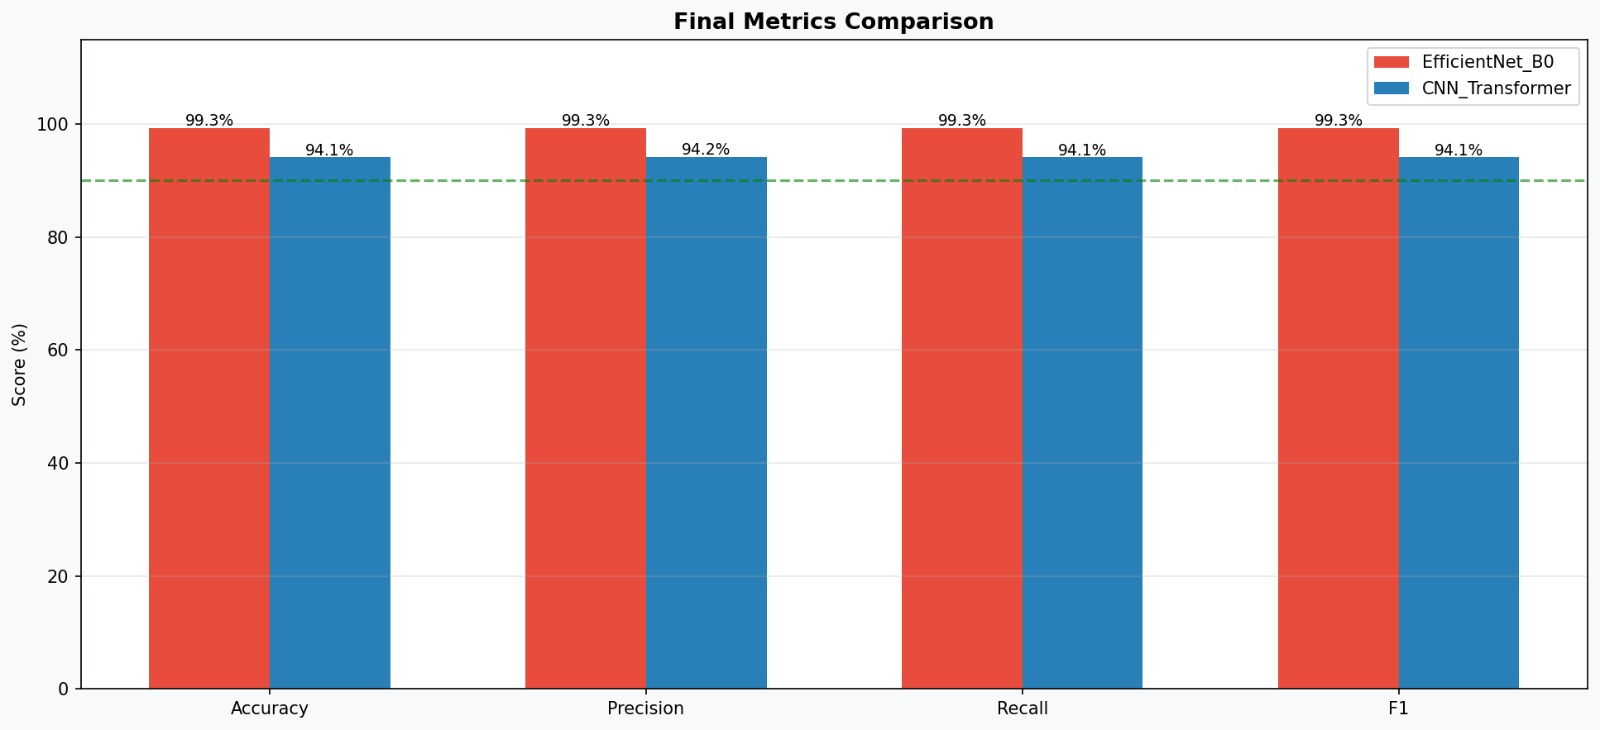 Final Metrics Comparison
EfficientNet_B0
CNN_Transformer
Score (%)
100
80
60
40
20
0
99.3%
94.1%
99.3%
94.2%
99.3%
94.1%
99.3%
94.1%
Accuracy
Precision
Recall
F1